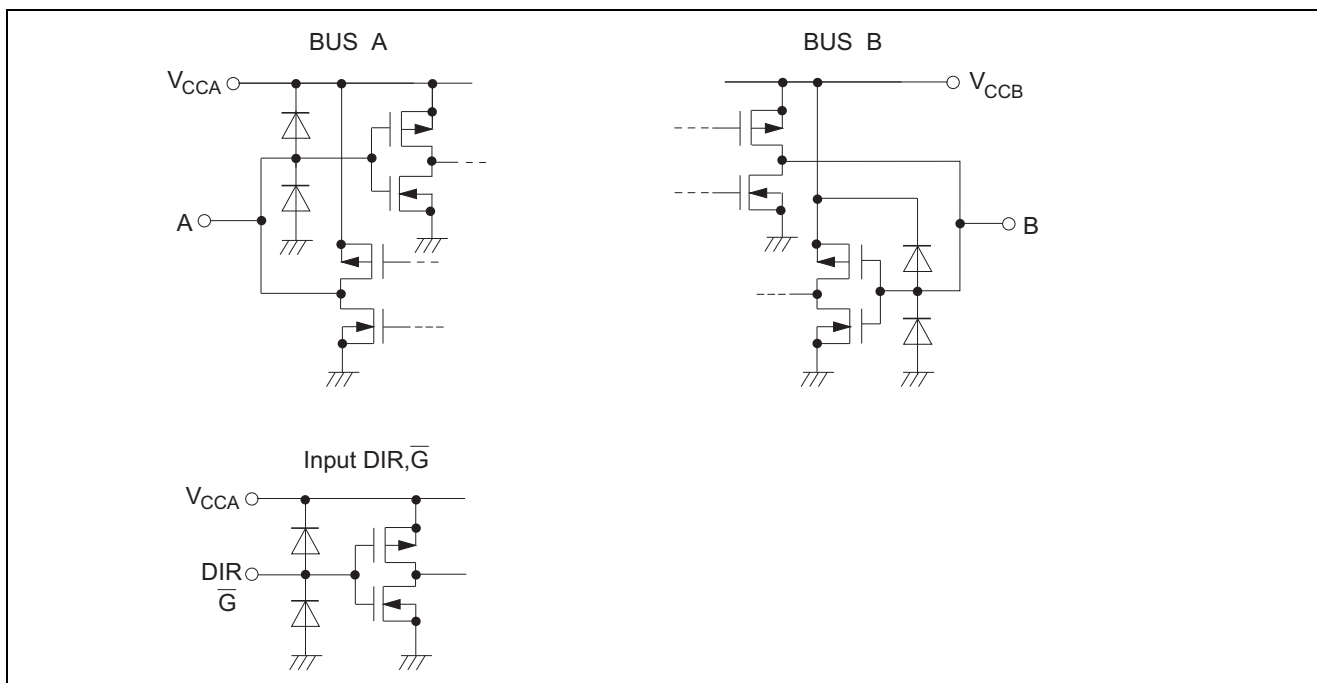 BUS A
BUS B
VCCA
VCCB
A
B
Input DIR,G̅
VCCA
DIR
G̅